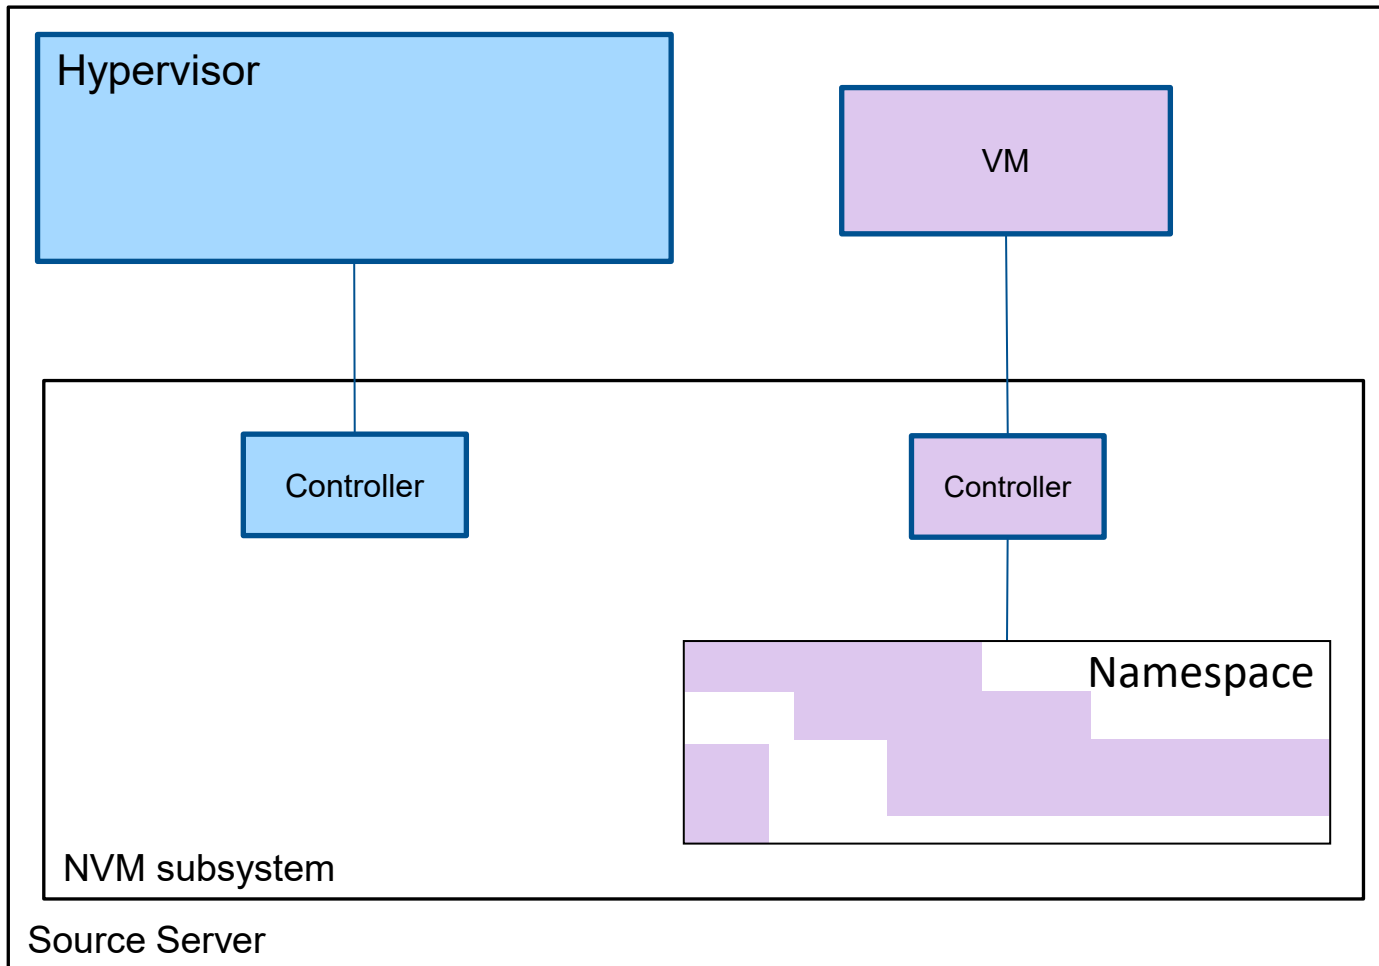 Hypervisor
VM
Controller
Controller
Namespace
NVM subsystem
Source Server